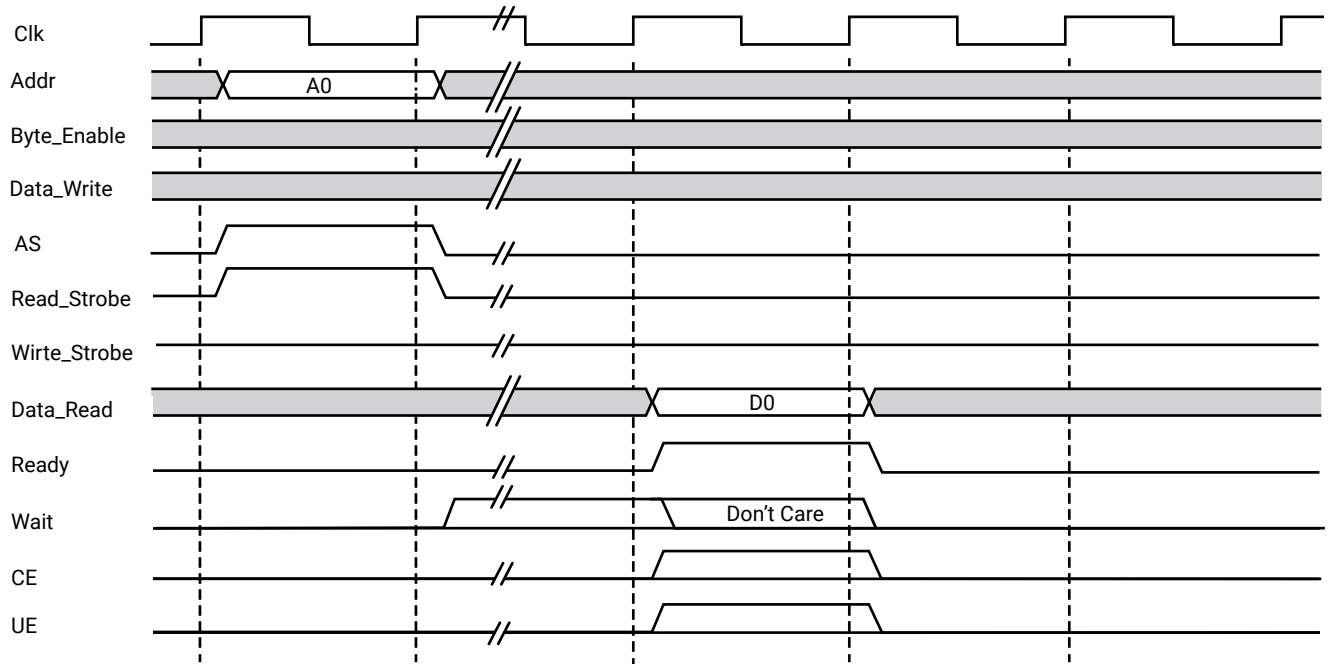 Clk
Addr
A0
Byte_Enable
Data_Write
AS
Read_Strobe
Wirte_Strobe
Data_Read
D0
Ready
Wait
Don’t Care
CE
UE